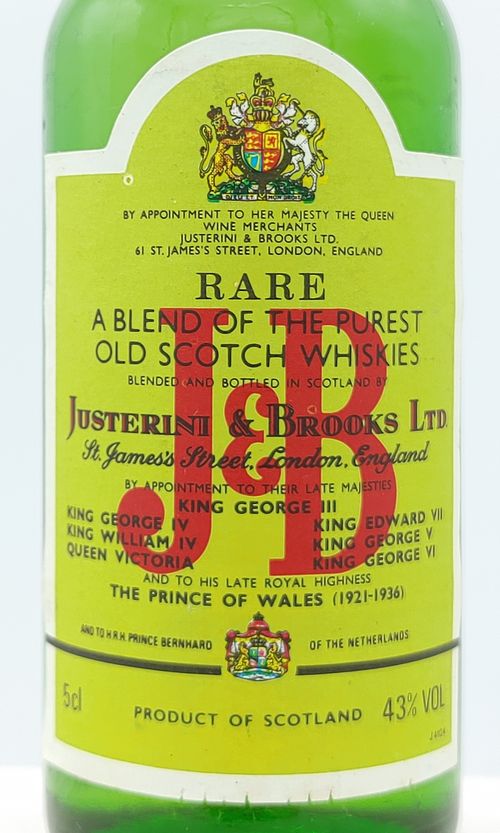 BY APPOINTMENT TO HER MAJESTY THE QUEEN
WINE MERCHANTS
JUSTERINI & BROOKS LTD.
61 ST. JAMES'S STREET, LONDON, ENGLAND
RARE
A BLEND OF THE PUREST
OLD SCOTCH WHISKIES
BLENDED AND BOTTLED IN SCOTLAND BY
J&B
JUSTERINI & BROOKS LTD.
St. James's Street, London, England
BY APPOINTMENT TO THEIR LATE MAJESTIES
KING GEORGE III
KING GEORGE IV KING EDWARD VII
KING WILLIAM IV KING GEORGE V
QUEEN VICTORIA KING GEORGE VI
AND TO HIS LATE ROYAL HIGHNESS
THE PRINCE OF WALES (1921-1936)
AND TO H.R.H. PRINCE BERNHARD OF THE NETHERLANDS
5cl PRODUCT OF SCOTLAND 43% VOL